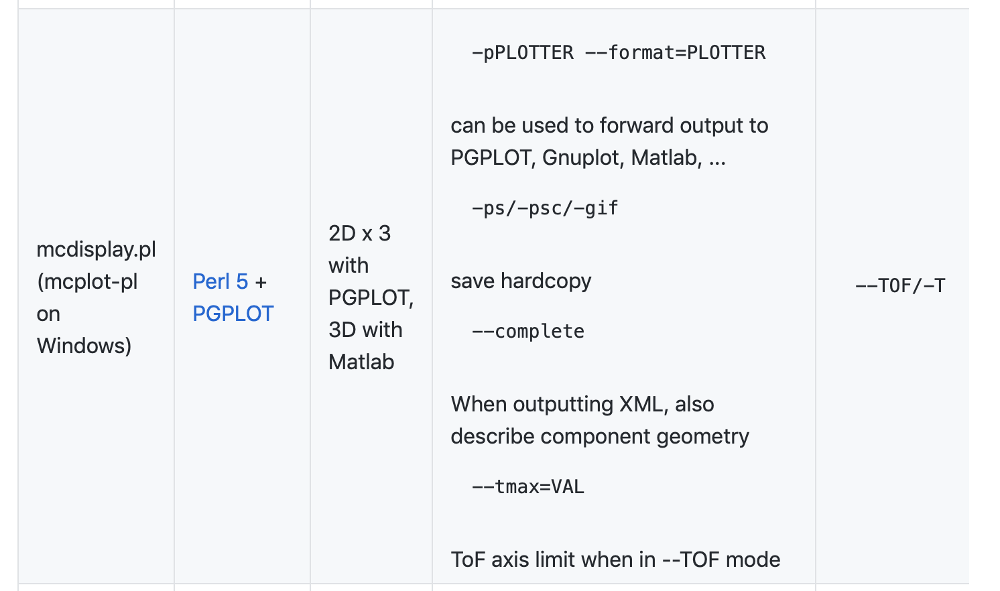 mcdisplay.pl
(mcplot-pl
on
Windows)
Perl 5 +
PGPLOT
2D x 3
with
PGPLOT,
3D with
Matlab
-pPLOTTER --format=PLOTTER
can be used to forward output to
PGPLOT, Gnuplot, Matlab, ...
-ps/-psc/-gif
save hardcopy
--complete
When outputting XML, also
describe component geometry
--tmax=VAL
ToF axis limit when in --TOF mode
--TOF/-T